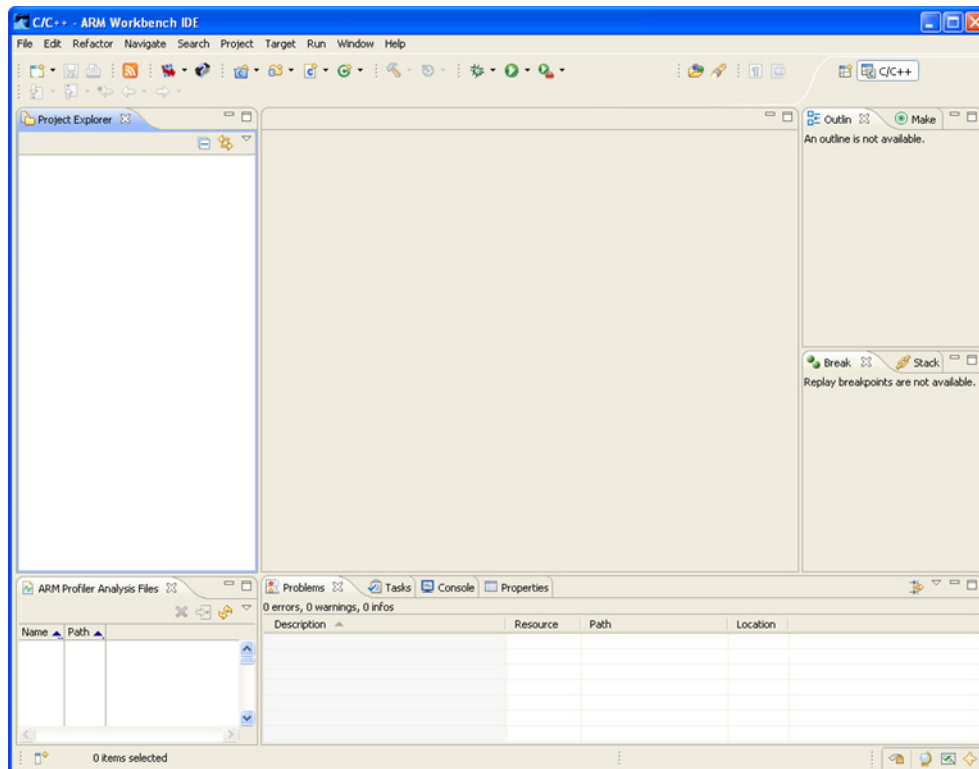 C/C++ - ARM Workbench IDE
File Edit Refactor Navigate Search Project Target Run Window Help
C/C++
Project Explorer
Outlin Make
An outline is not available.
Break Stack
Replay breakpoints are not available.
ARM Profiler Analysis Files
Name Path
Problems Tasks Console Properties
0 errors, 0 warnings, 0 infos
Description Resource Path Location
0 items selected